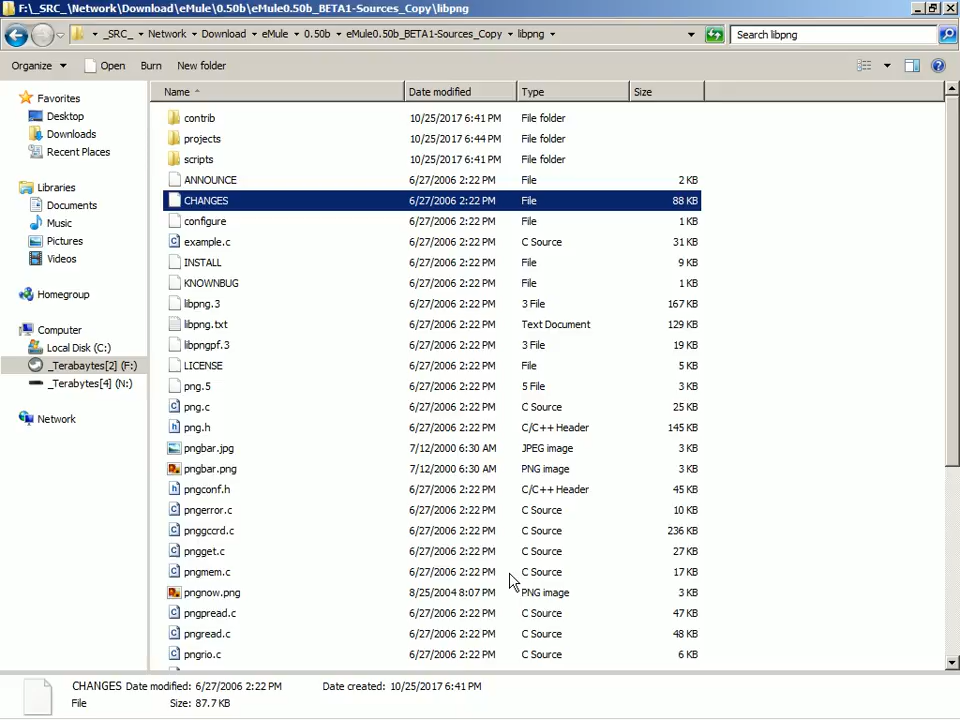 F:\_SRC_\Network\Download\eMule\0.50b\eMule0.50b_BETA1-Sources_Copy\libpng
_SRC_ Network Download eMule 0.50b eMule0.50b_BETA1-Sources_Copy libpng Search libpng
Organize Open Burn New folder
Name Date modified Type Size
Favorites
Desktop
Downloads
Recent Places
Libraries
Documents
Music
Pictures
Videos
Homegroup
Computer
Local Disk (C:)
_Terabaytes[2] (F:)
_Terabytes[4] (N:)
Network
contrib 10/25/2017 6:41 PM File folder
projects 10/25/2017 6:44 PM File folder
scripts 10/25/2017 6:41 PM File folder
ANNOUNCE 6/27/2006 2:22 PM File 2 KB
CHANGES 6/27/2006 2:22 PM File 88 KB
configure 6/27/2006 2:22 PM File 1 KB
example.c 6/27/2006 2:22 PM C Source 31 KB
INSTALL 6/27/2006 2:22 PM File 9 KB
KNOWNBUG 6/27/2006 2:22 PM File 1 KB
libpng.3 6/27/2006 2:22 PM 3 File 167 KB
libpng.txt 6/27/2006 2:22 PM Text Document 129 KB
libpngpf.3 6/27/2006 2:22 PM 3 File 19 KB
LICENSE 6/27/2006 2:22 PM File 5 KB
png.5 6/27/2006 2:22 PM 5 File 3 KB
png.c 6/27/2006 2:22 PM C Source 25 KB
png.h 6/27/2006 2:22 PM C/C++ Header 145 KB
pngbar.jpg 7/12/2000 6:30 AM JPEG image 3 KB
pngbar.png 7/12/2000 6:30 AM PNG image 3 KB
pngconf.h 6/27/2006 2:22 PM C/C++ Header 45 KB
pngerror.c 6/27/2006 2:22 PM C Source 10 KB
pnggccrd.c 6/27/2006 2:22 PM C Source 236 KB
pngget.c 6/27/2006 2:22 PM C Source 27 KB
pngmem.c 6/27/2006 2:22 PM C Source 17 KB
pngnow.png 8/25/2004 8:07 PM PNG image 3 KB
pngpread.c 6/27/2006 2:22 PM C Source 47 KB
pngread.c 6/27/2006 2:22 PM C Source 48 KB
pngrio.c 6/27/2006 2:22 PM C Source 6 KB
CHANGES Date modified: 6/27/2006 2:22 PM Date created: 10/25/2017 6:41 PM
File Size: 87.7 KB